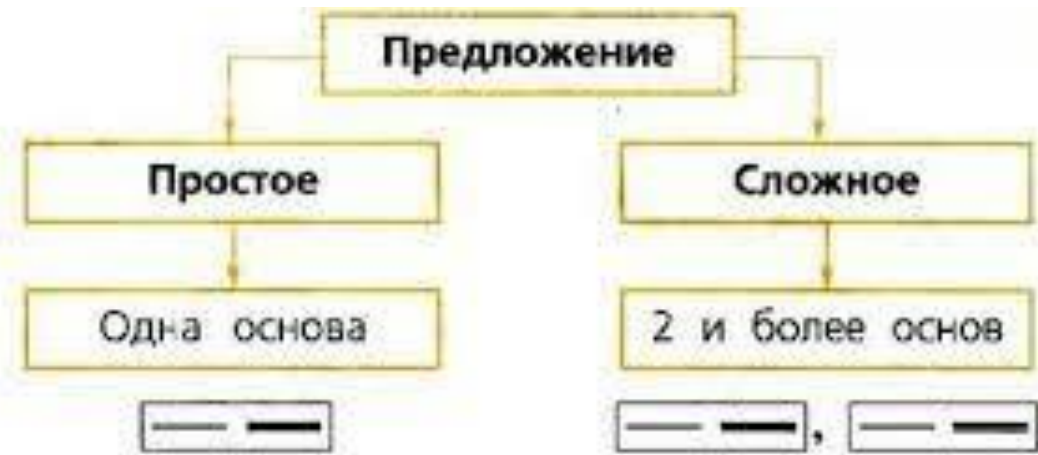 Предложение
Простое
Сложное
Одна основа
2 и более основ
,